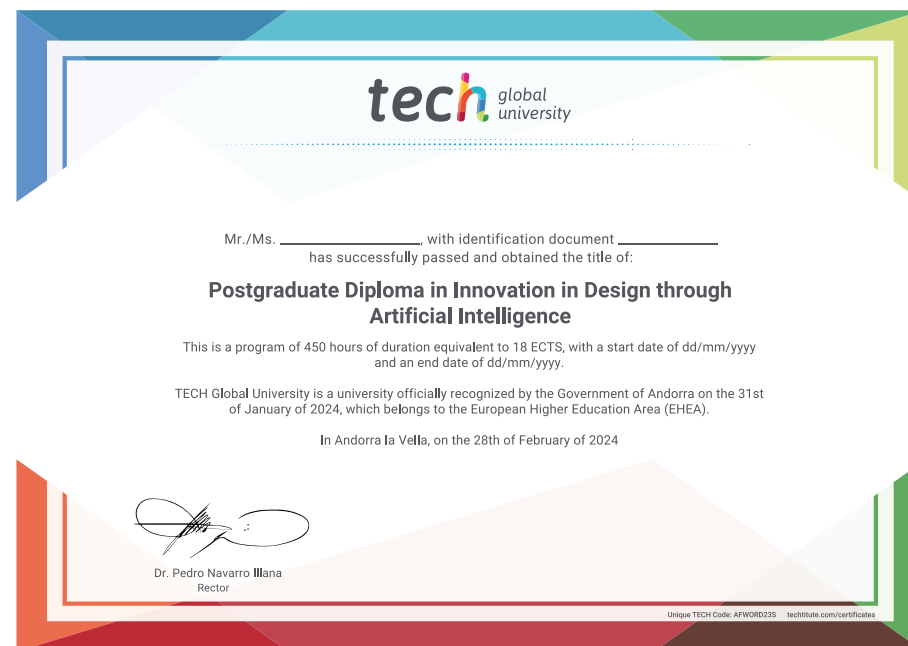 tech global university
Mr./Ms. ____________________, with identification document ______________
has successfully passed and obtained the title of:
Postgraduate Diploma in Innovation in Design through
Artificial Intelligence
This is a program of 450 hours of duration equivalent to 18 ECTS, with a start date of dd/mm/yyyy
and an end date of dd/mm/yyyy.
TECH Global University is a university officially recognized by the Government of Andorra on the 31st
of January of 2024, which belongs to the European Higher Education Area (EHEA).
In Andorra la Vella, on the 28th of February of 2024
Dr. Pedro Navarro Illana
Rector
Unique TECH Code: AFWORD23S techtitute.com/certificates